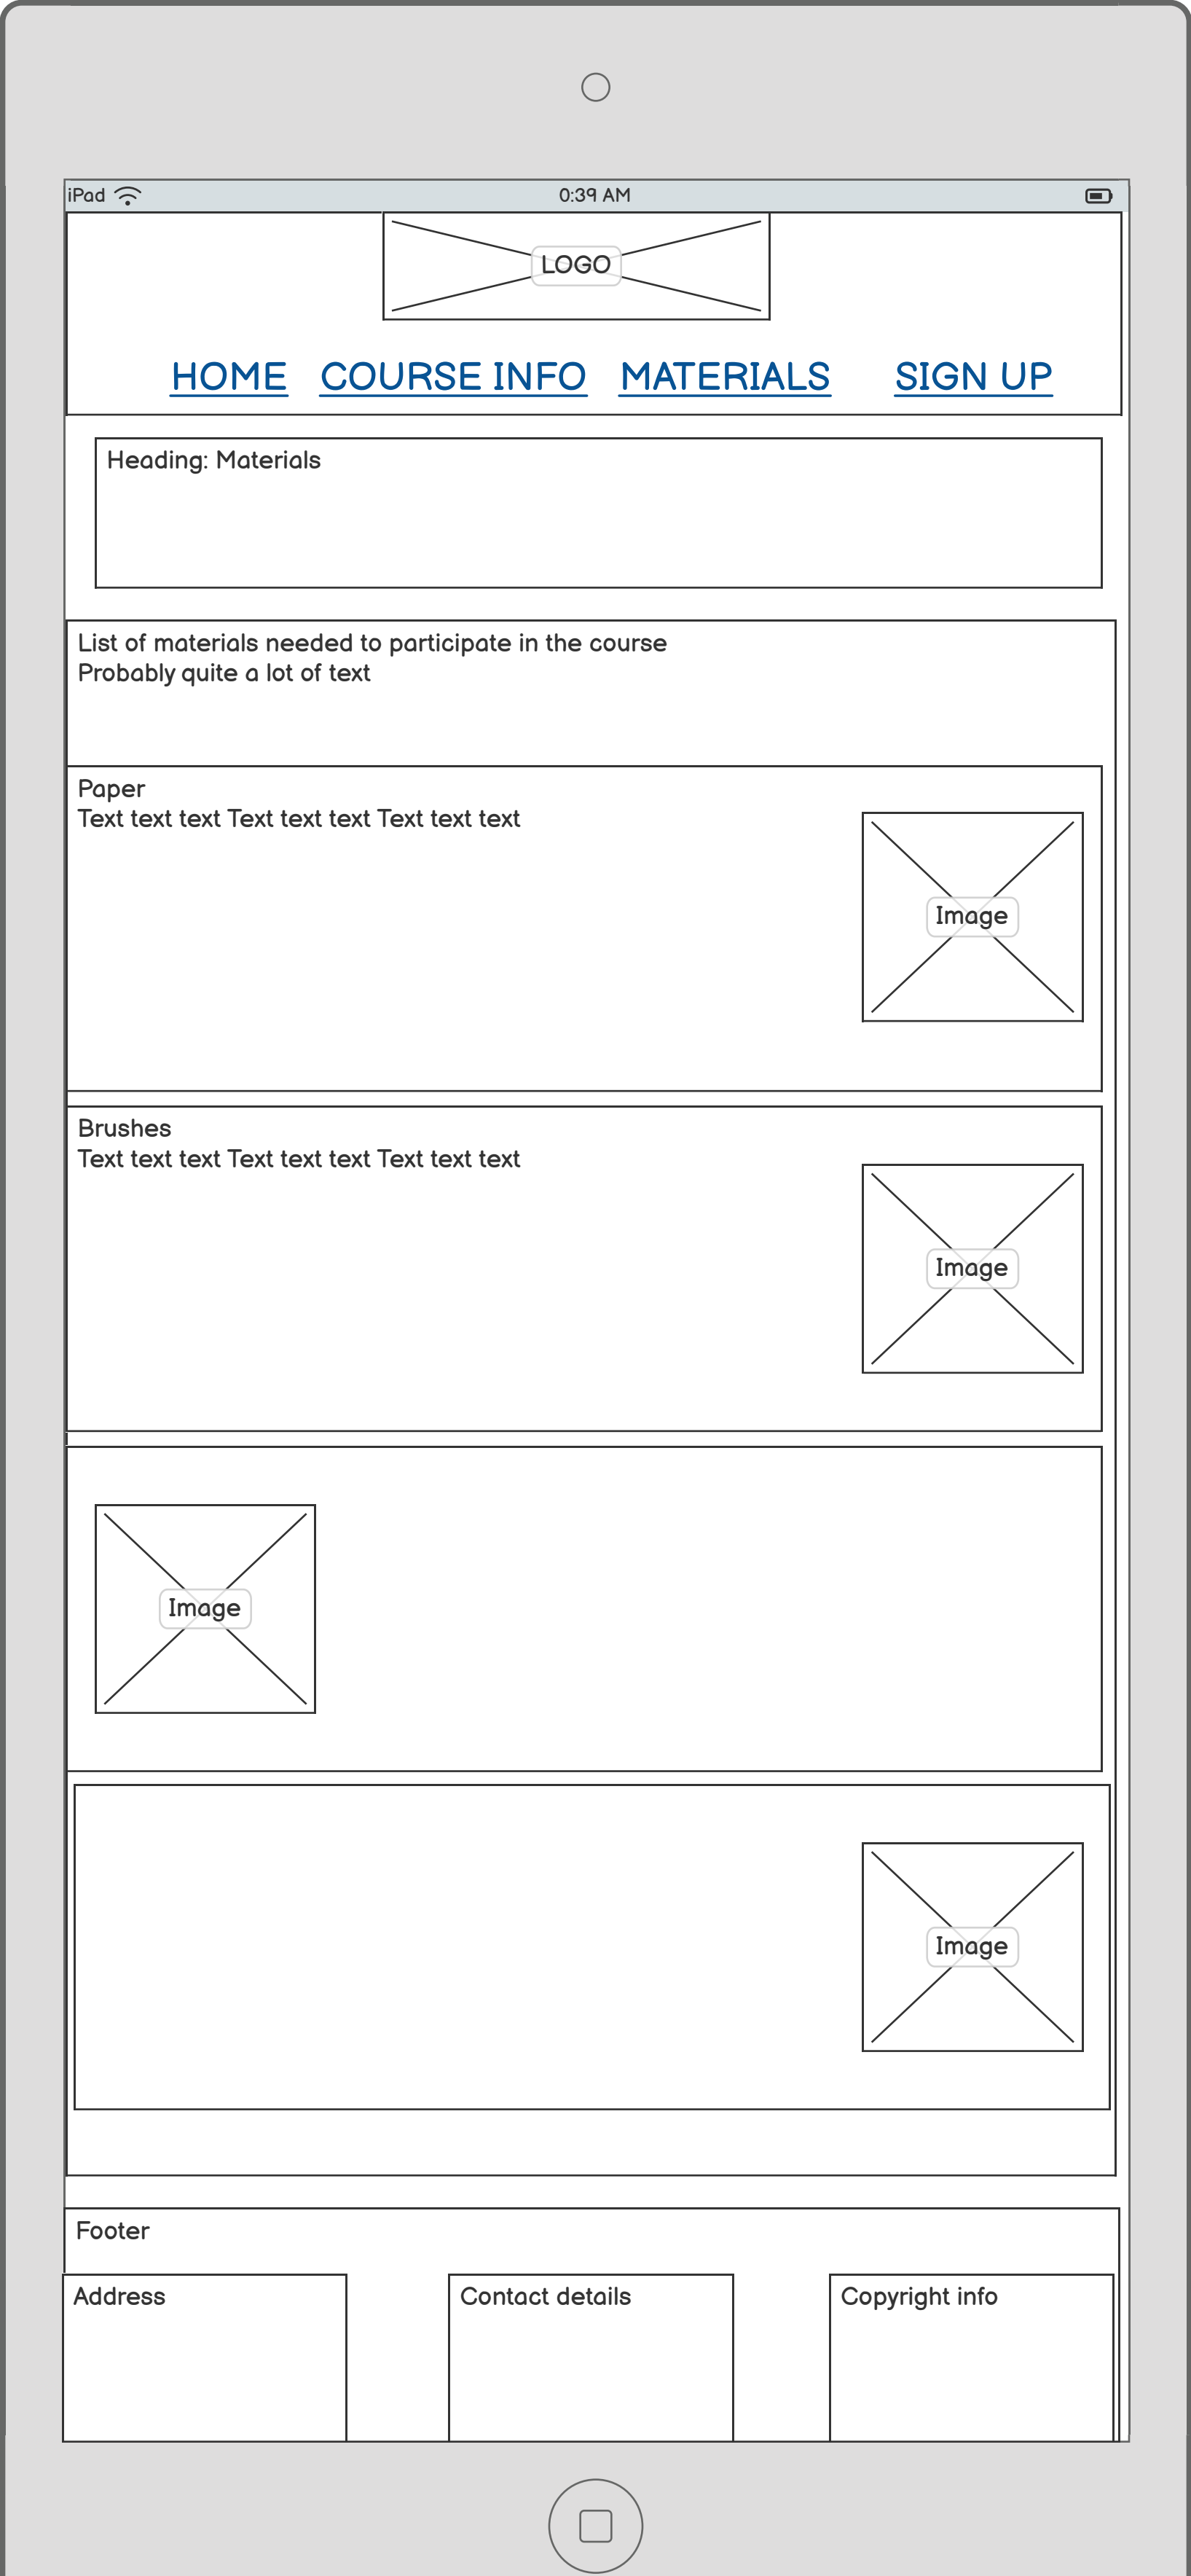 iPad
0:39 AM
LOGO
HOME COURSE INFO MATERIALS SIGN UP
Heading: Materials
List of materials needed to participate in the course
Probably quite a lot of text
Paper
Text text text Text text text Text text text
Image
Brushes
Text text text Text text text Text text text
Image
Image
Image
Footer
Address
Contact details
Copyright info